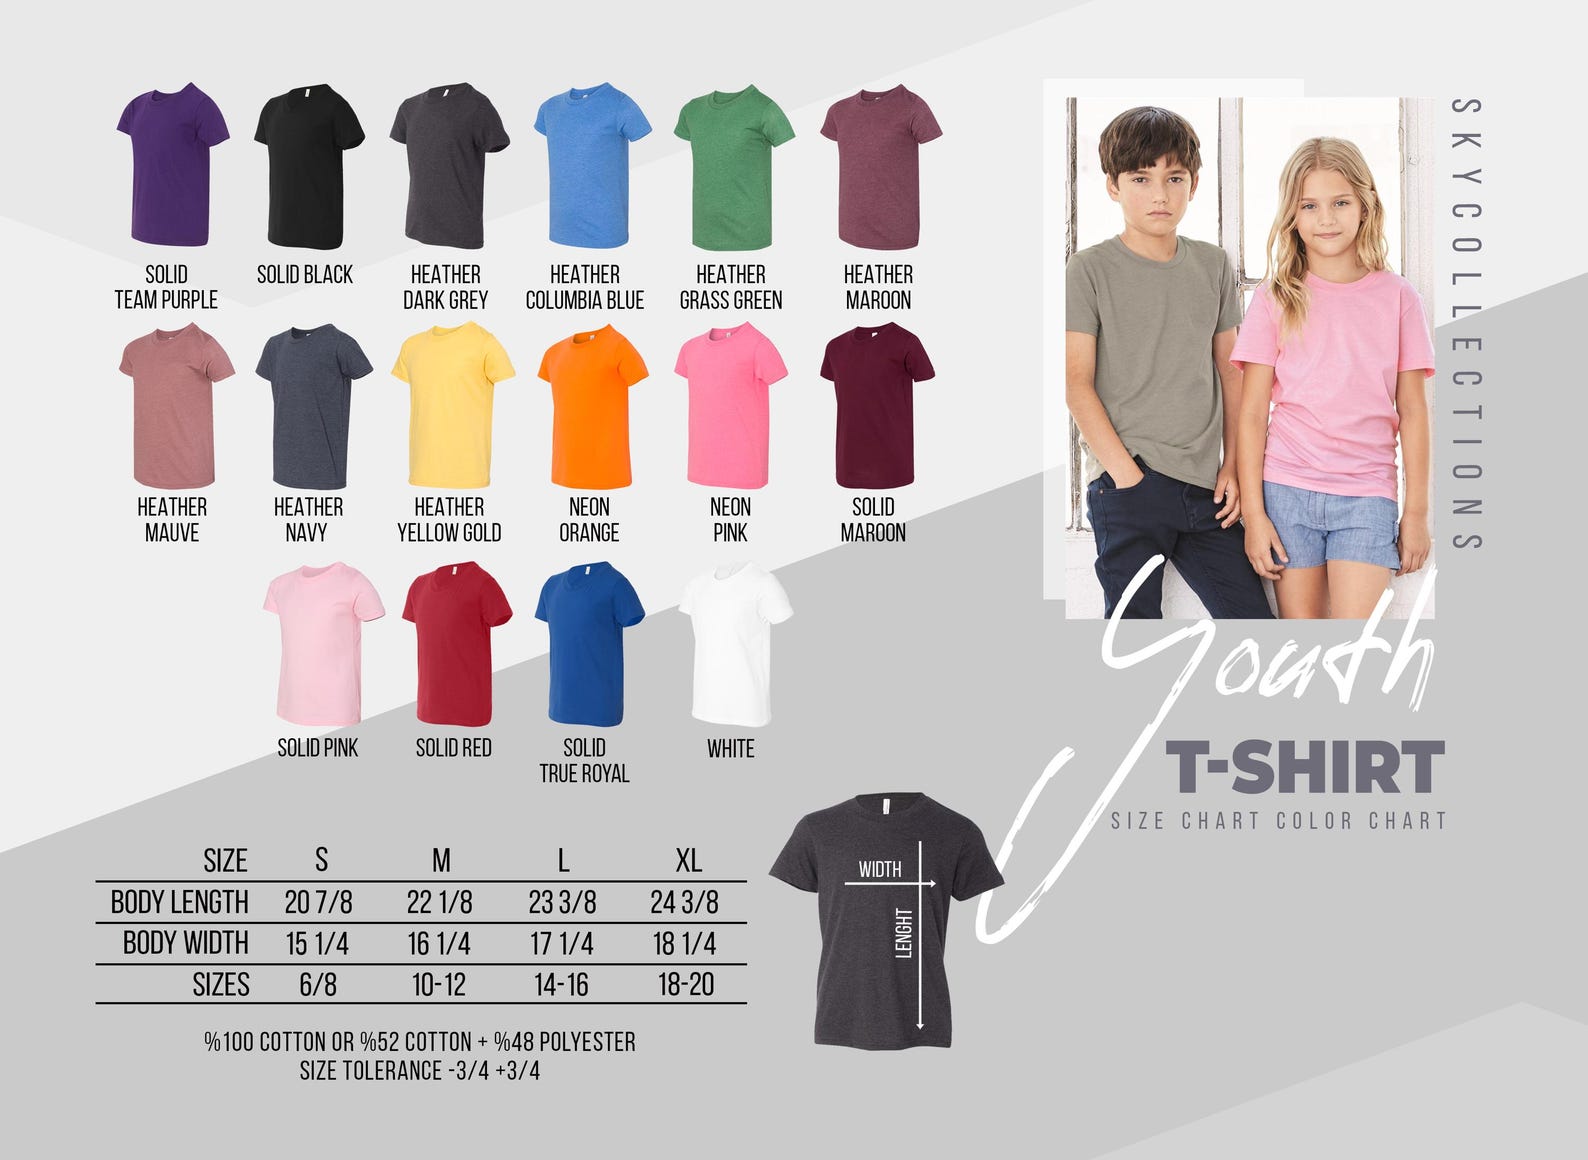 SOLID
TEAM PURPLE
SOLID BLACK
HEATHER
DARK GREY
HEATHER
COLUMBIA BLUE
HEATHER
GRASS GREEN
HEATHER
MAROON
HEATHER
MAUVE
HEATHER
NAVY
HEATHER
YELLOW GOLD
NEON
ORANGE
NEON
PINK
SOLID
MAROON
SOLID PINK
SOLID RED
SOLID
TRUE ROYAL
WHITE
SIZE S M L XL
BODY LENGTH 20 7/8 22 1/8 23 3/8 24 3/8
BODY WIDTH 15 1/4 16 1/4 17 1/4 18 1/4
SIZES 6/8 10-12 14-16 18-20
%100 COTTON OR %52 COTTON + %48 POLYESTER
SIZE TOLERANCE -3/4 +3/4
WIDTH
LENGHT
SKYCOLLECTIONS
Youth
T-SHIRT
SIZE CHART COLOR CHART